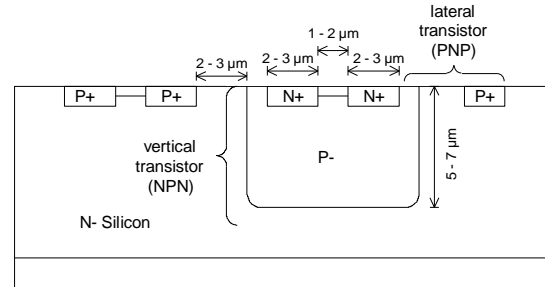 lateral
transistor
(PNP)
1 - 2 µm
2 - 3 µm
2 - 3 µm
2 - 3 µm
P+
P+
N+
N+
P+
vertical
transistor
(NPN)
P-
5 - 7 µm
N- Silicon